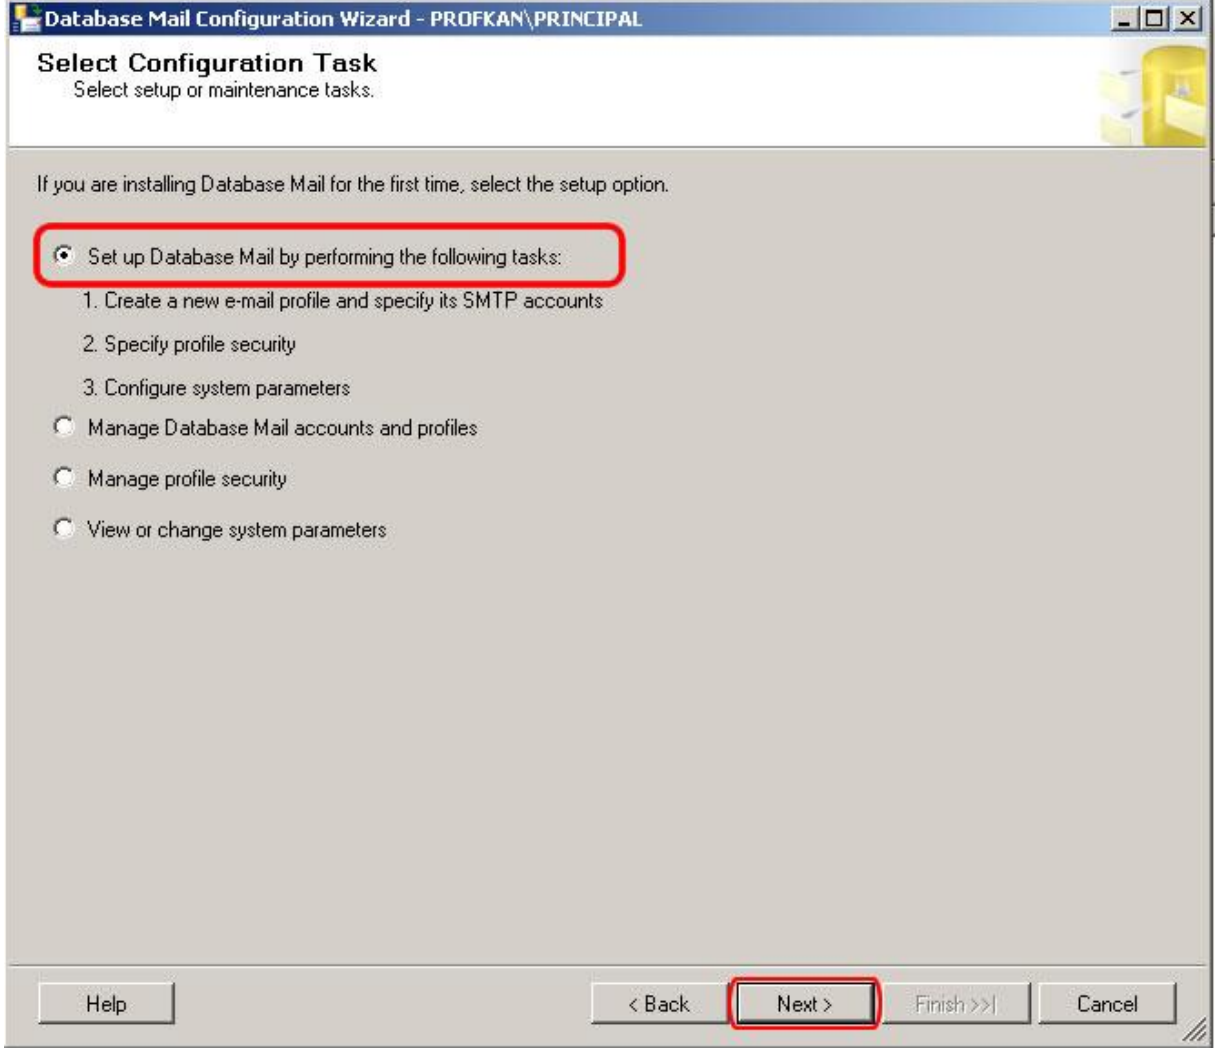 Database Mail Configuration Wizard - PROFKAN\PRINCIPAL
Select Configuration Task
Select setup or maintenance tasks.
If you are installing Database Mail for the first time, select the setup option.
Set up Database Mail by performing the following tasks:
1. Create a new e-mail profile and specify its SMTP accounts
2. Specify profile security
3. Configure system parameters
Manage Database Mail accounts and profiles
Manage profile security
View or change system parameters
Help
< Back
Next >
Finish >>|
Cancel